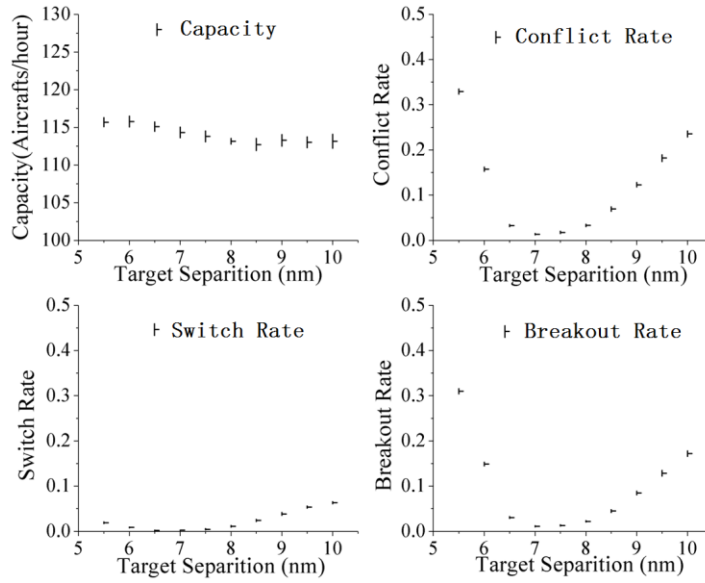 Capacity
Capacity(Aircrafts/hour)
130
125
120
115
110
105
100
5 6 7 8 9 10
Target Separition (nm)
Conflict Rate
Conflict Rate
0.5
0.4
0.3
0.2
0.1
0.0
5 6 7 8 9 10
Target Separition (nm)
Switch Rate
Switch Rate
0.5
0.4
0.3
0.2
0.1
0.0
5 6 7 8 9 10
Target Separition (nm)
Breakout Rate
Breakout Rate
0.5
0.4
0.3
0.2
0.1
0.0
5 6 7 8 9 10
Target Separition (nm)